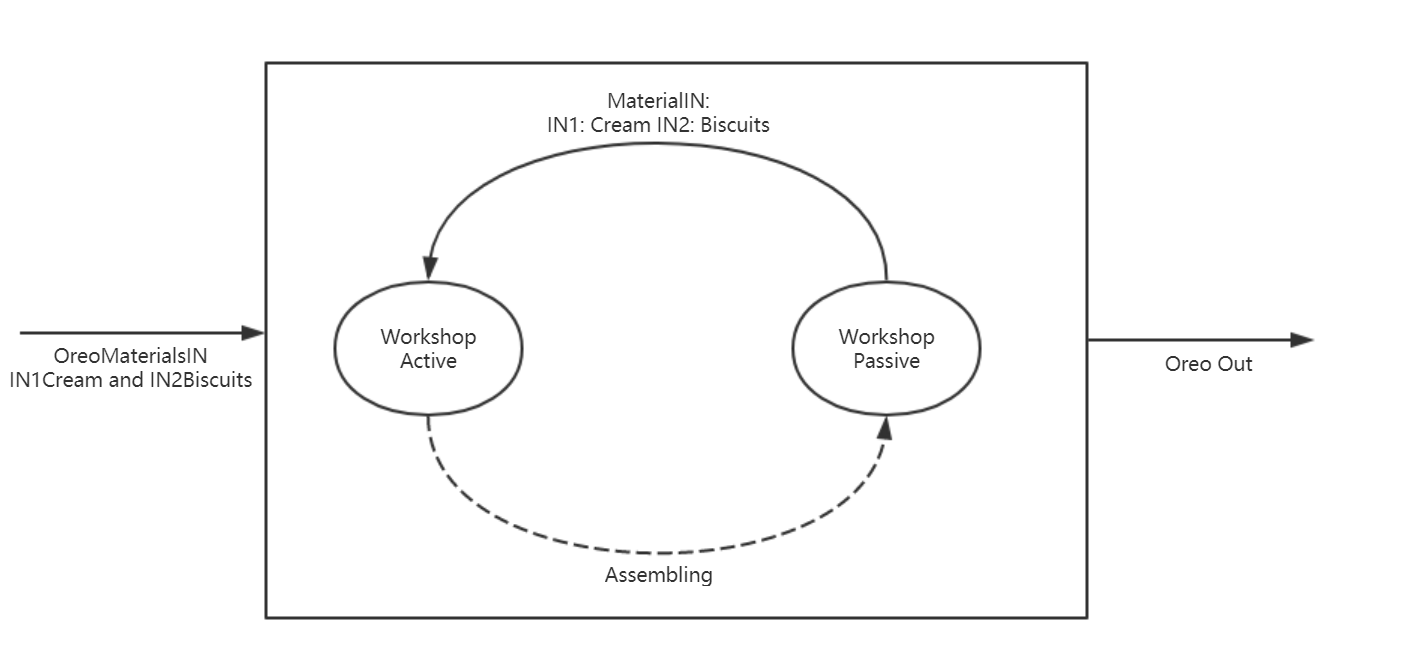 MaterialIN:
IN1: Cream IN2: Biscuits
Workshop
Active
Workshop
Passive
OreoMaterialsIN
IN1Cream and IN2Biscuits
Oreo Out
Assembling